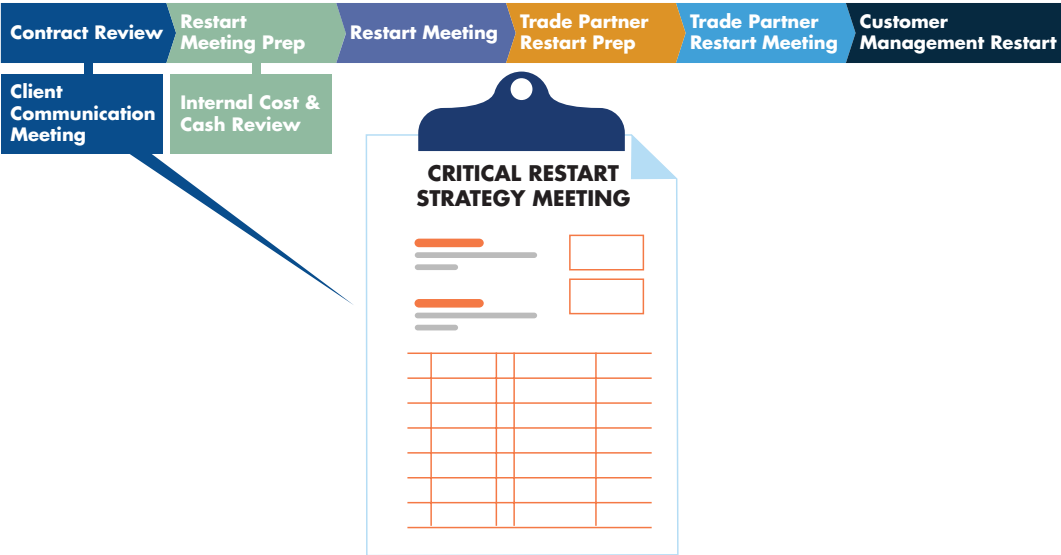 Contract Review
Restart
Meeting Prep
Restart Meeting
Trade Partner
Restart Prep
Trade Partner
Restart Meeting
Customer
Management Restart
Client
Communication
Meeting
Internal Cost &
Cash Review
CRITICAL RESTART
STRATEGY MEETING